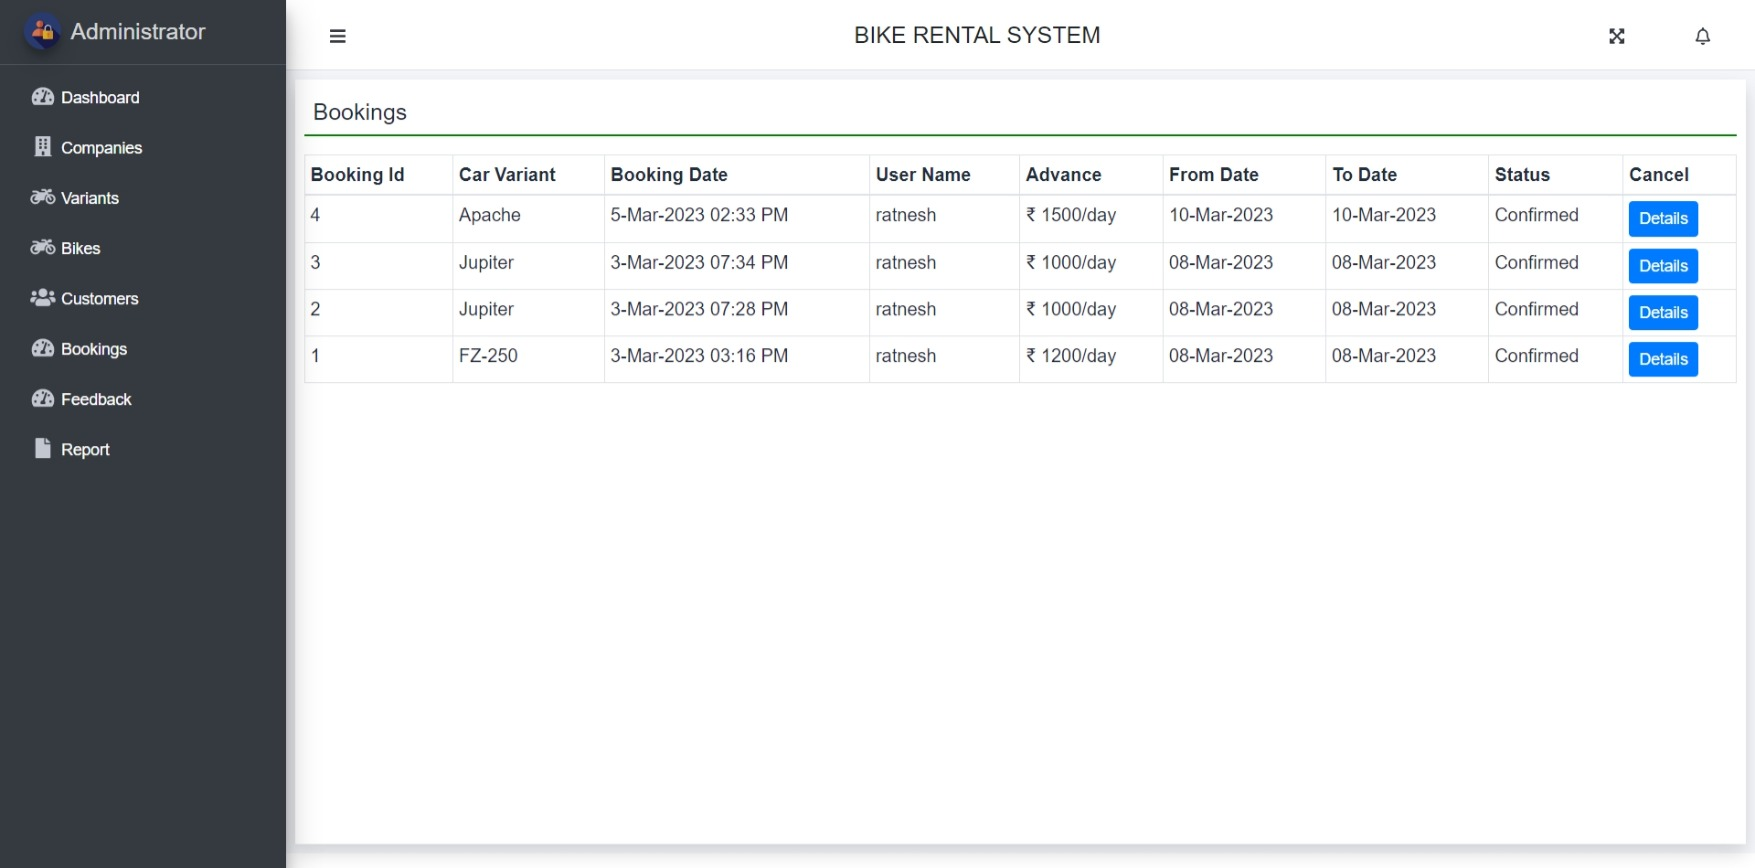 Administrator
BIKE RENTAL SYSTEM
Dashboard
Companies
Variants
Bikes
Customers
Bookings
Feedback
Report
Bookings
Booking Id Car Variant Booking Date User Name Advance From Date To Date Status Cancel
4 Apache 5-Mar-2023 02:33 PM ratnesh ₹ 1500/day 10-Mar-2023 10-Mar-2023 Confirmed Details
3 Jupiter 3-Mar-2023 07:34 PM ratnesh ₹ 1000/day 08-Mar-2023 08-Mar-2023 Confirmed Details
2 Jupiter 3-Mar-2023 07:28 PM ratnesh ₹ 1000/day 08-Mar-2023 08-Mar-2023 Confirmed Details
1 FZ-250 3-Mar-2023 03:16 PM ratnesh ₹ 1200/day 08-Mar-2023 08-Mar-2023 Confirmed Details